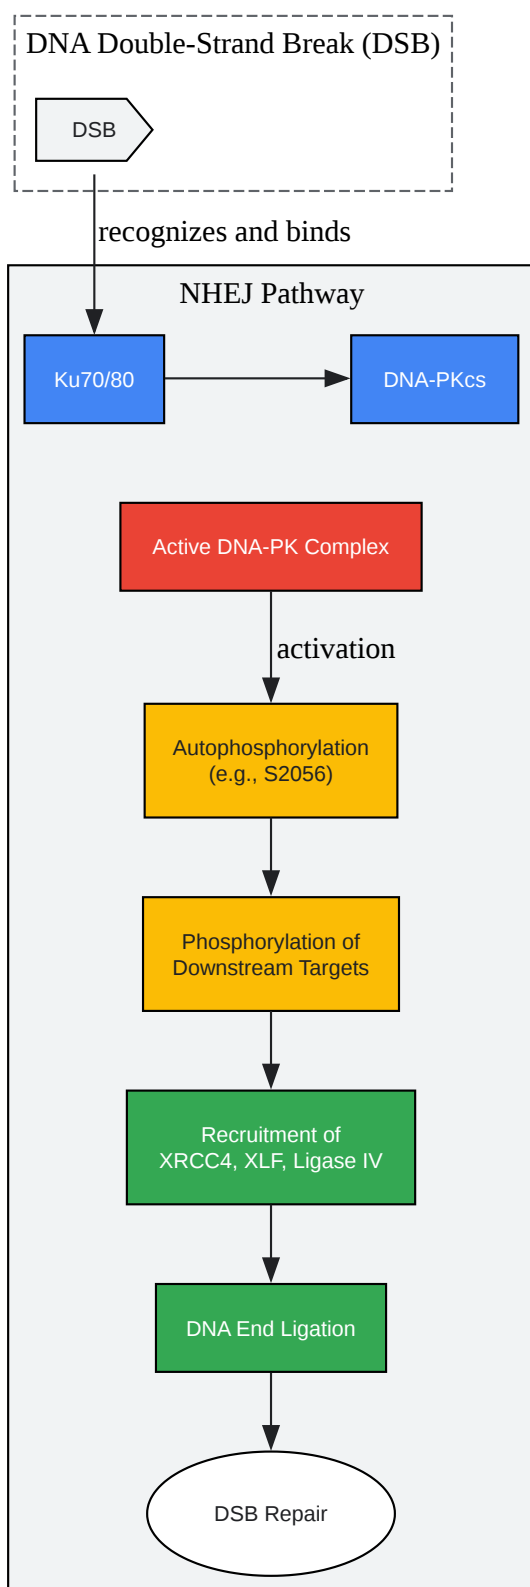 DNA Double-Strand Break (DSB)
DSB
recognizes and binds
NHEJ Pathway
Ku70/80
DNA-PKcs
Active DNA-PK Complex
activation
Autophosphorylation
(e.g., S2056)
Phosphorylation of
Downstream Targets
Recruitment of
XRCC4, XLF, Ligase IV
DNA End Ligation
DSB Repair